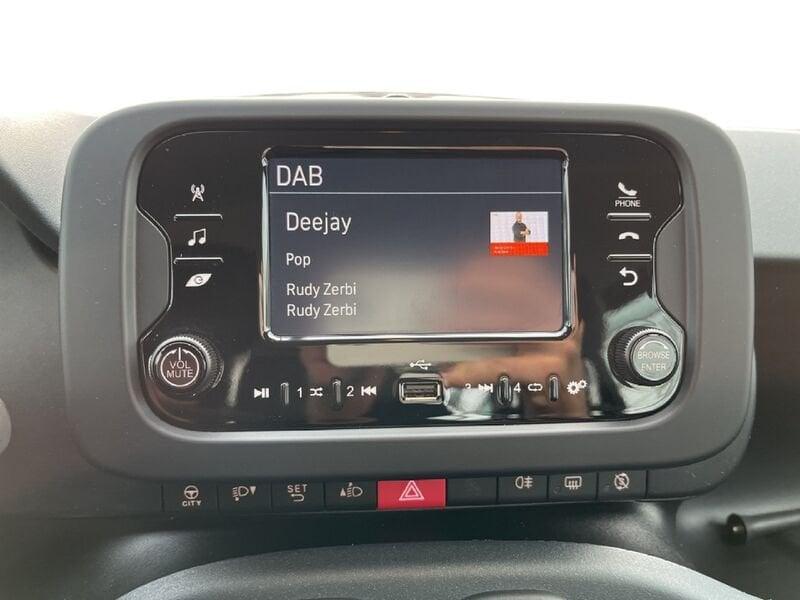 DAB
Deejay
Pop
Rudy Zerbi
Rudy Zerbi
PHONE
VOL
MUTE
BROWSE
ENTER
1 2 3 4
CITY
SET